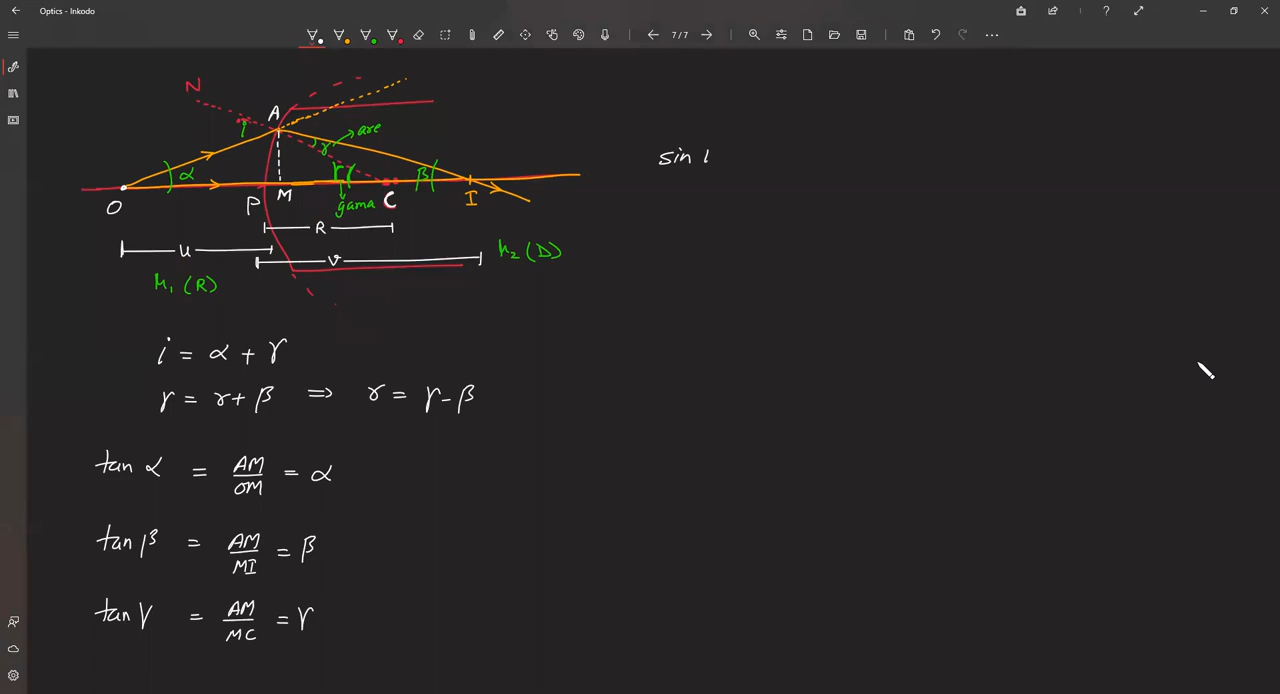 Optics - Inkodo
7/7
N
A
i
r
are
α
γ
β
O
P
M
C
I
gama
R
u
v
μ₁ (R)
μ₂ (D)
sin i
i = α + γ
γ = r + β ⇒ r = γ - β
tan α = AM/OM = α
tan β = AM/MI = β
tan γ = AM/MC = γ